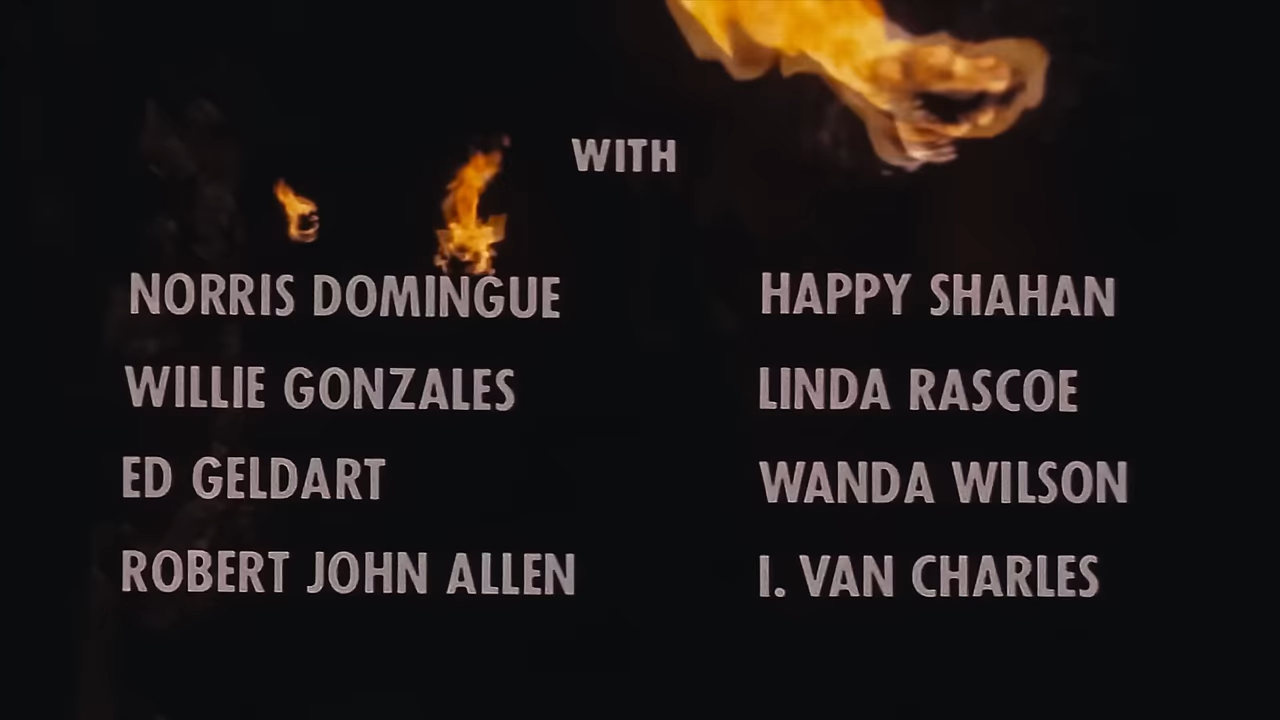 WITH
NORRIS DOMINGUE
WILLIE GONZALES
ED GELDART
ROBERT JOHN ALLEN
HAPPY SHAHAN
LINDA RASCOE
WANDA WILSON
I. VAN CHARLES